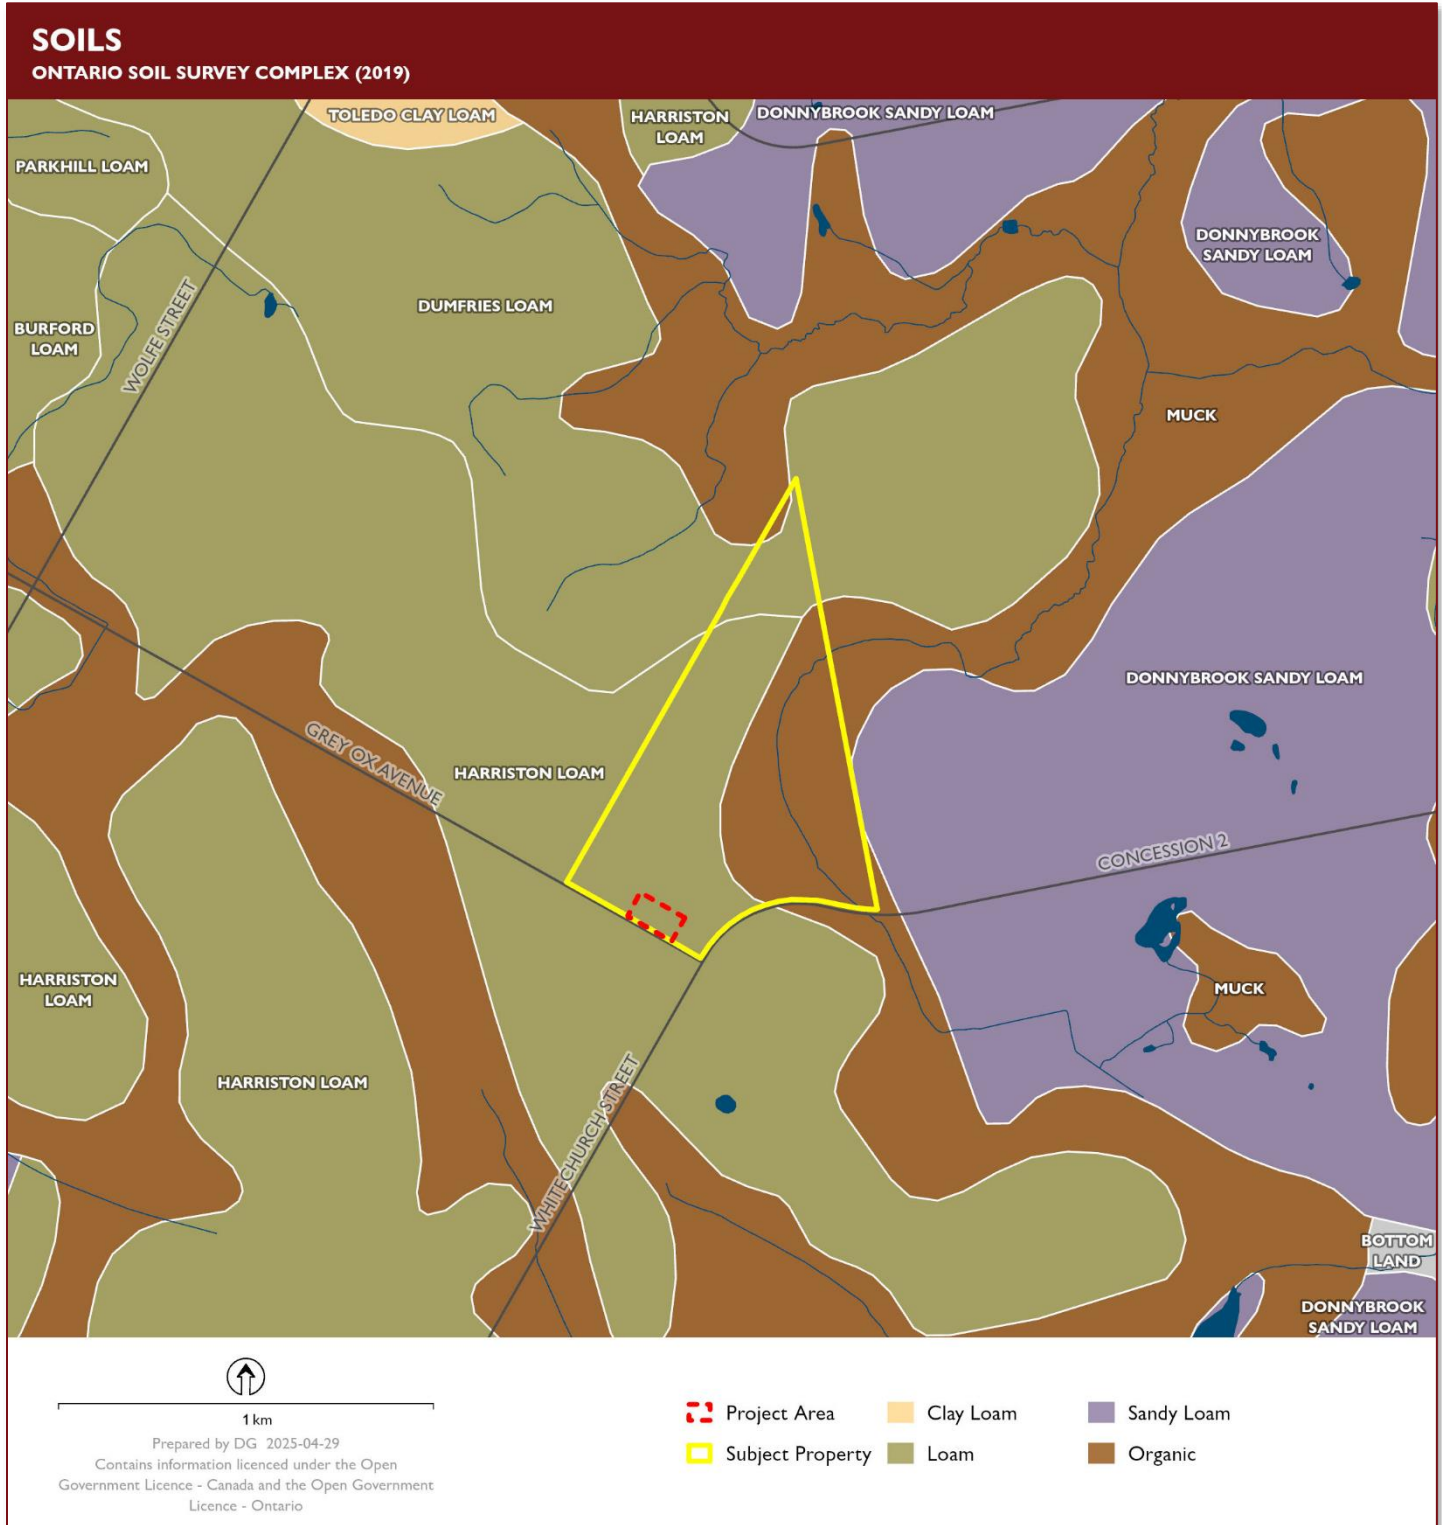 SOILS
ONTARIO SOIL SURVEY COMPLEX (2019)
TOLEDO CLAY LOAM
HARRISTON
LOAM
DONNYBROOK SANDY LOAM
PARKHILL LOAM
DONNYBROOK
SANDY LOAM
DUMFRIES LOAM
BURFORD
LOAM
WOLFE STREET
MUCK
DONNYBROOK SANDY LOAM
GREY OX AVENUE
HARRISTON LOAM
CONCESSION 2
HARRISTON
LOAM
MUCK
HARRISTON LOAM
WHITECHURCH STREET
BOTTOM
LAND
DONNYBROOK
SANDY LOAM
1 km
Prepared by DG 2025-04-29
Contains information licenced under the Open
Government Licence - Canada and the Open Government
Licence - Ontario
Project Area
Clay Loam
Sandy Loam
Subject Property
Loam
Organic